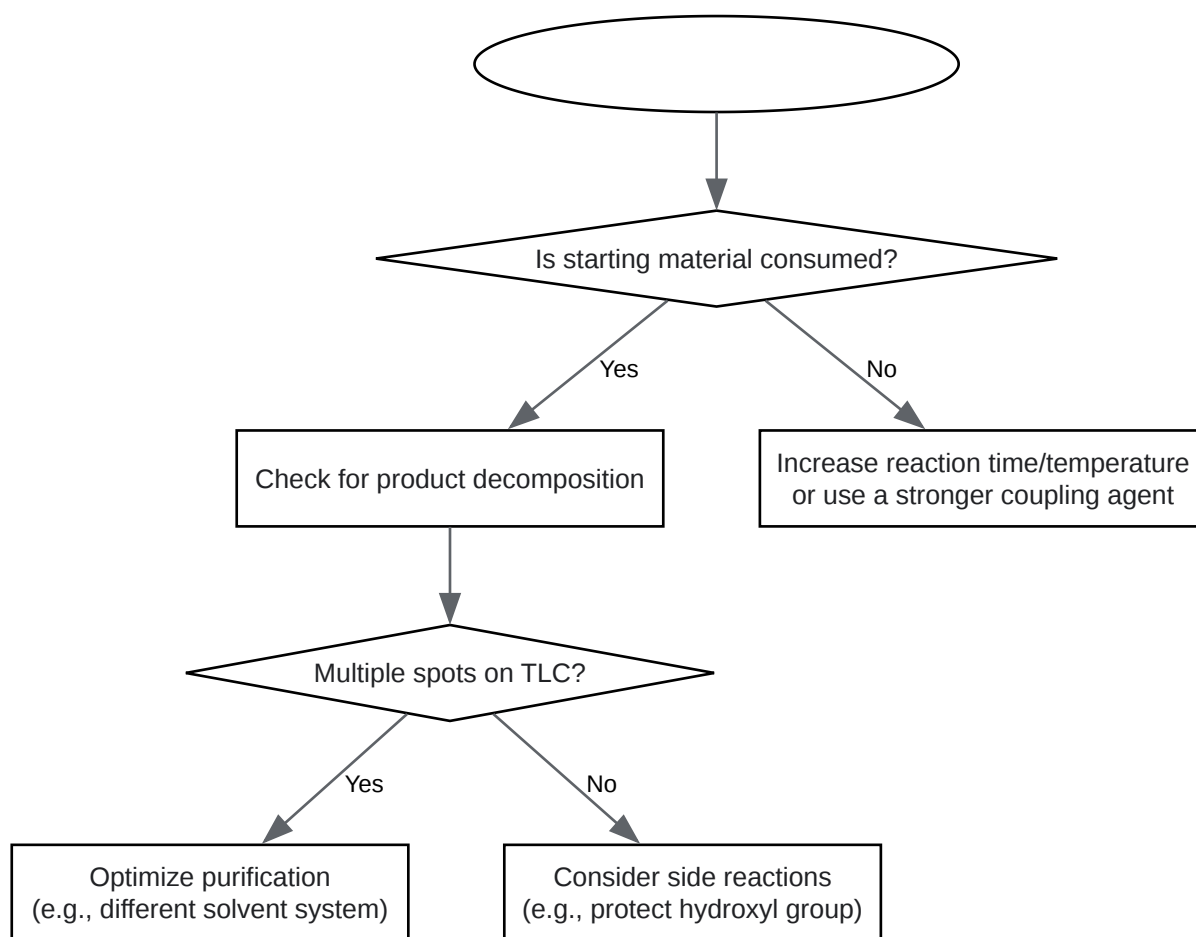 Is starting material consumed?
Yes
No
Check for product decomposition
Increase reaction time/temperature
or use a stronger coupling agent
Multiple spots on TLC?
Yes
No
Optimize purification
(e.g., different solvent system)
Consider side reactions
(e.g., protect hydroxyl group)